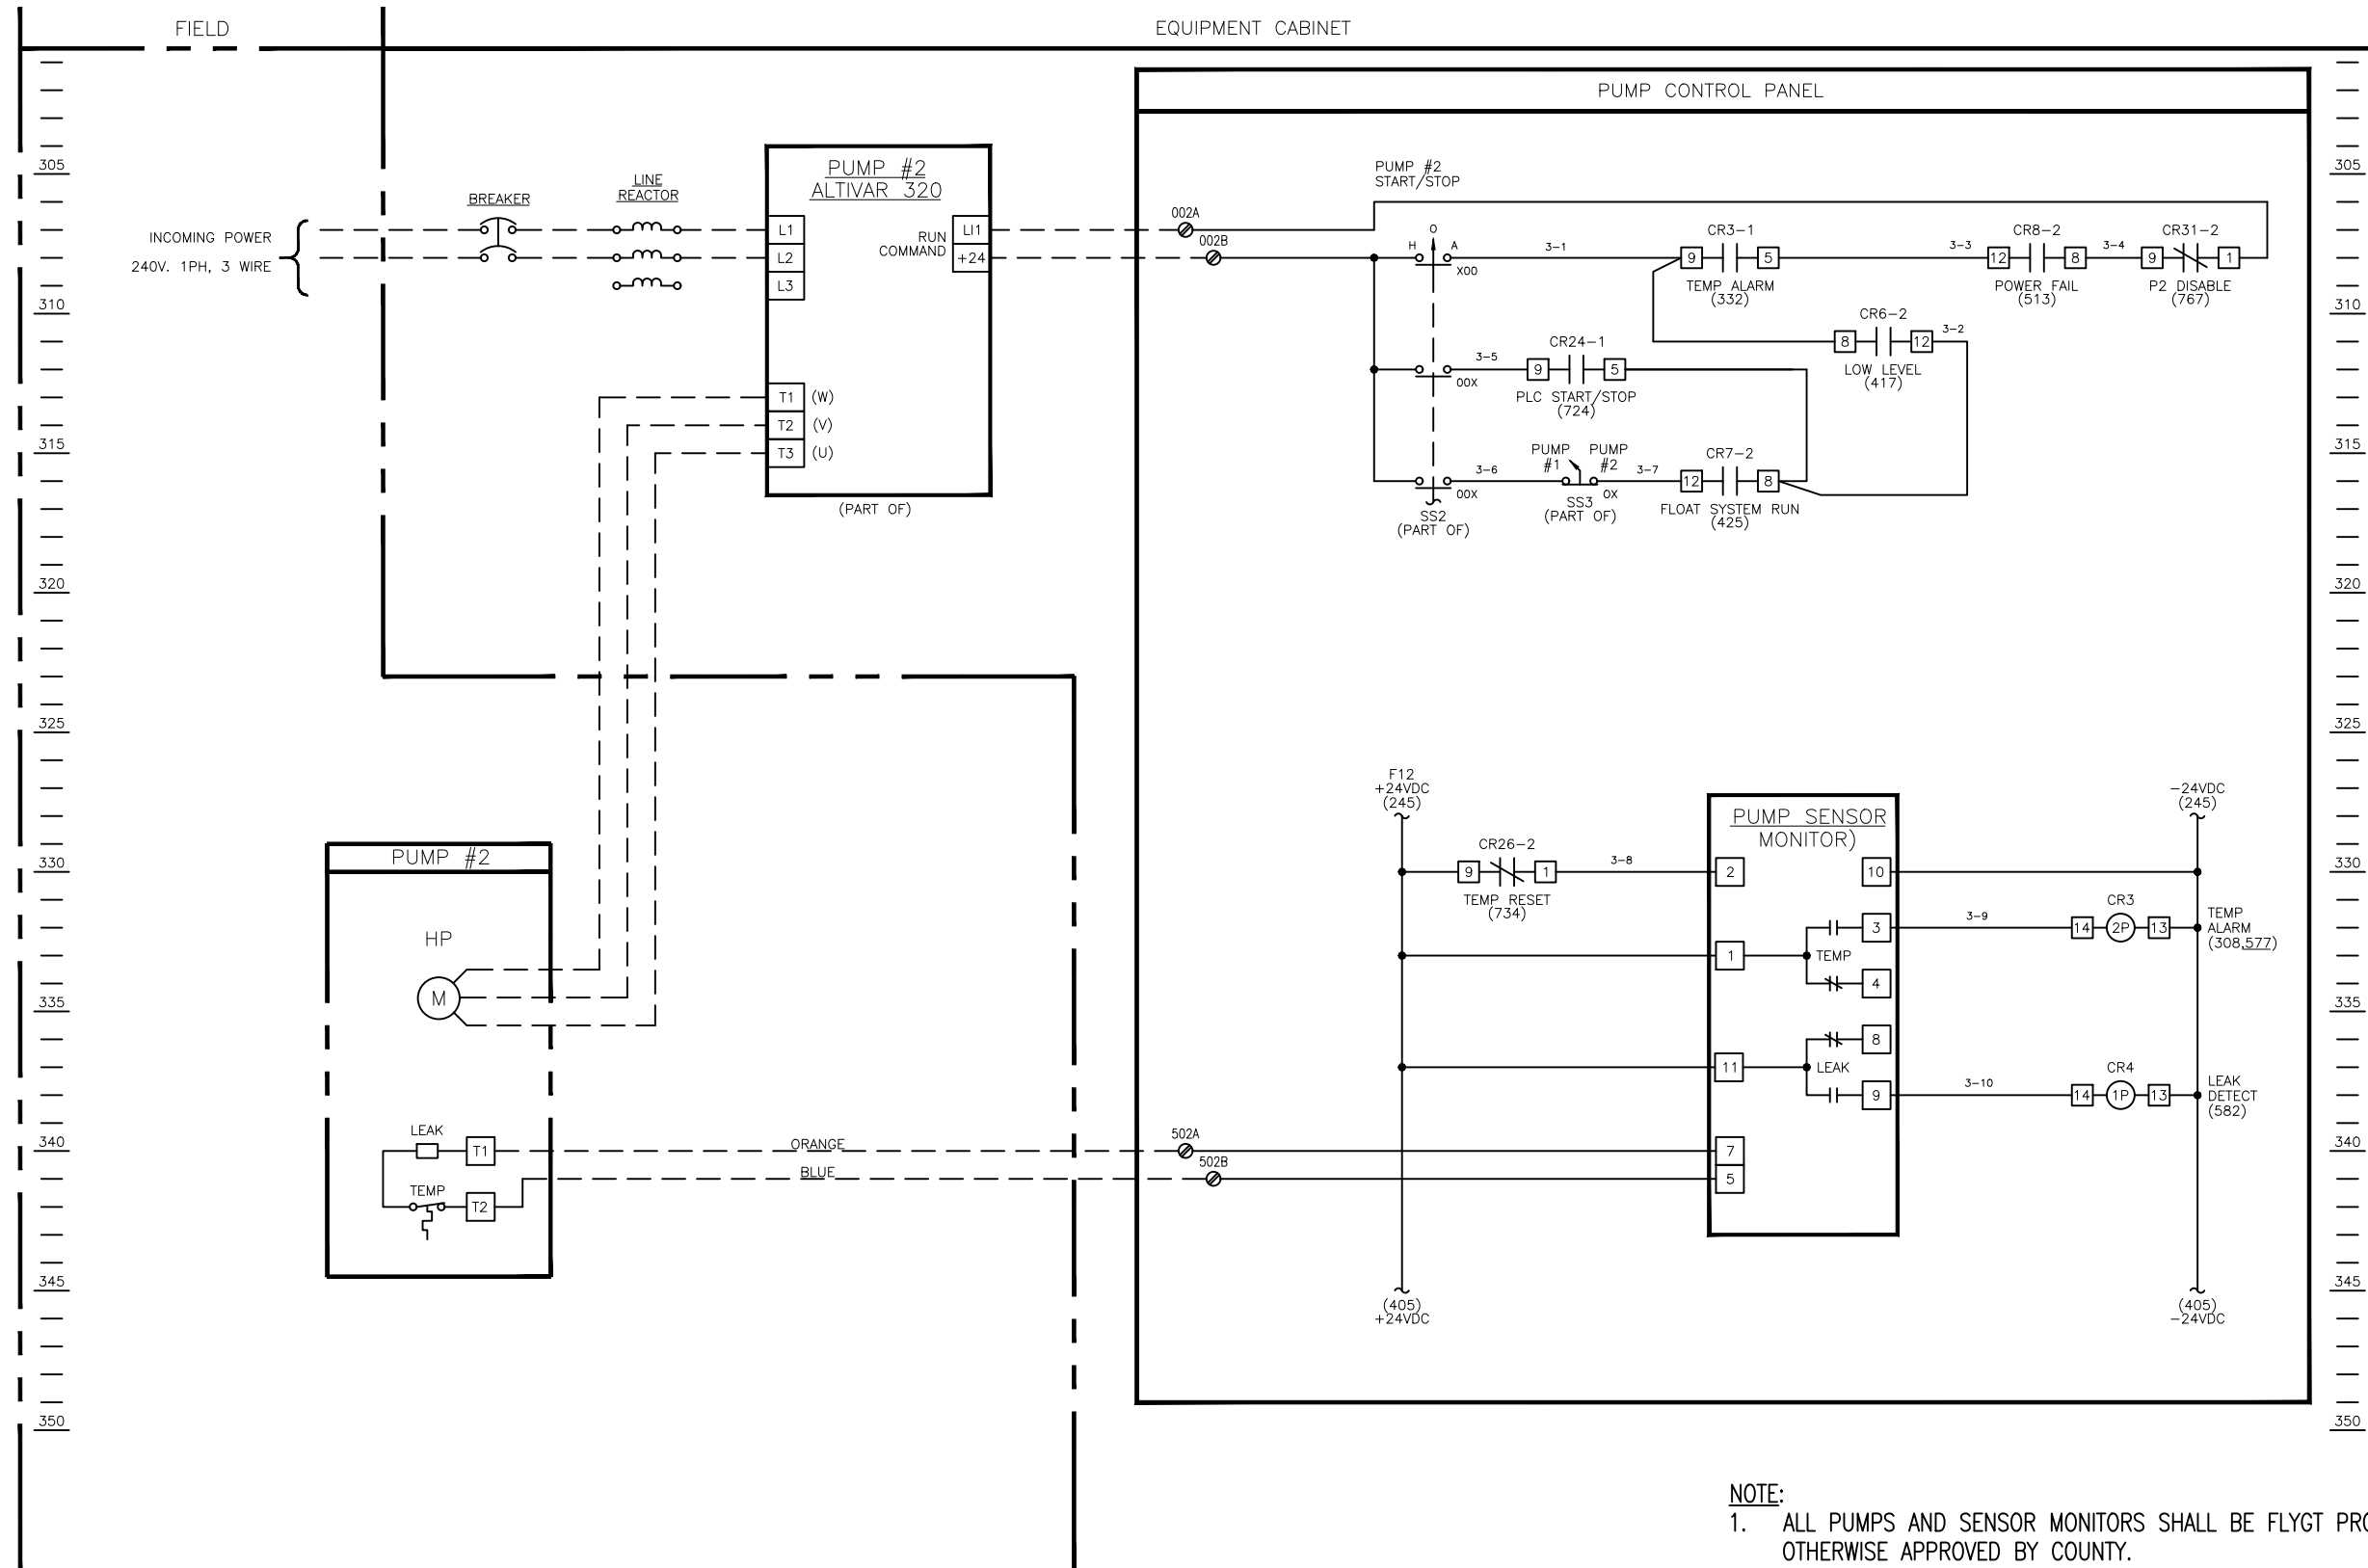 FIELD
EQUIPMENT CABINET
PUMP CONTROL PANEL
305
305
PUMP #2
ALTIVAR 320
LINE
REACTOR
BREAKER
PUMP #2
START/STOP
INCOMING POWER
240V. 1PH, 3 WIRE
L1
L2
L3
RUN
COMMAND
LI1
+24
002A
002B
H
O
A
X00
3-1
CR3-1
9
5
TEMP ALARM
(332)
3-3
CR8-2
12
8
POWER FAIL
(513)
3-4
CR31-2
9
1
P2 DISABLE
(767)
310
310
CR6-2
8
12
3-2
LOW LEVEL
(417)
00X
3-5
CR24-1
9
5
PLC START/STOP
(724)
T1
(W)
T2
(V)
T3
(U)
(PART OF)
315
315
00X
SS2
(PART OF)
3-6
PUMP
#1
PUMP
#2
0X
SS3
(PART OF)
3-7
CR7-2
12
8
FLOAT SYSTEM RUN
(425)
320
320
325
325
F12
+24VDC
(245)
PUMP SENSOR
MONITOR)
-24VDC
(245)
330
330
PUMP #2
HP
M
CR26-2
9
1
TEMP RESET
(734)
3-8
2
10
3
3-9
CR3
14
2P
13
TEMP
ALARM
(308,577)
1
TEMP
4
335
335
8
11
LEAK
9
3-10
CR4
14
1P
13
LEAK
DETECT
(582)
340
340
LEAK
T1
ORANGE
502A
7
BLUE
502B
5
TEMP
T2
345
345
(405)
+24VDC
(405)
-24VDC
350
350
NOTE:
1. ALL PUMPS AND SENSOR MONITORS SHALL BE FLYGT
OTHERWISE APPROVED BY COUNTY.